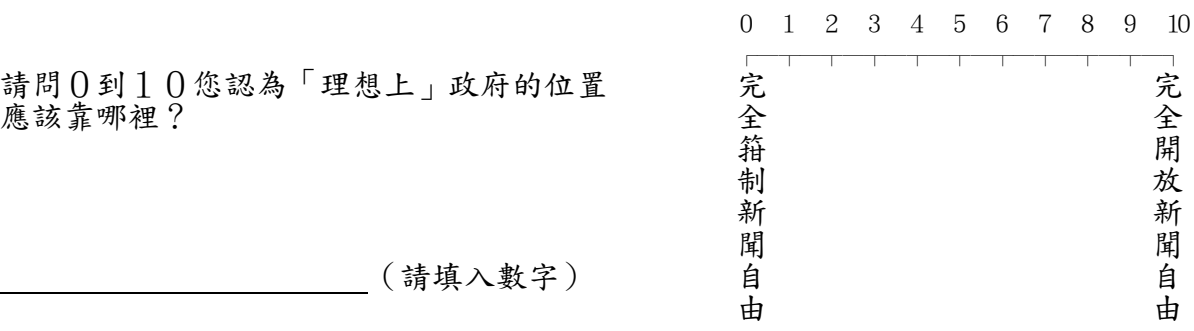 0 1 2 3 4 5 6 7 8 9 10
請問０到１０您認為「理想上」政府的位置
應該靠哪裡？
完全箝制新聞自由
完全開放新聞自由
（請填入數字）